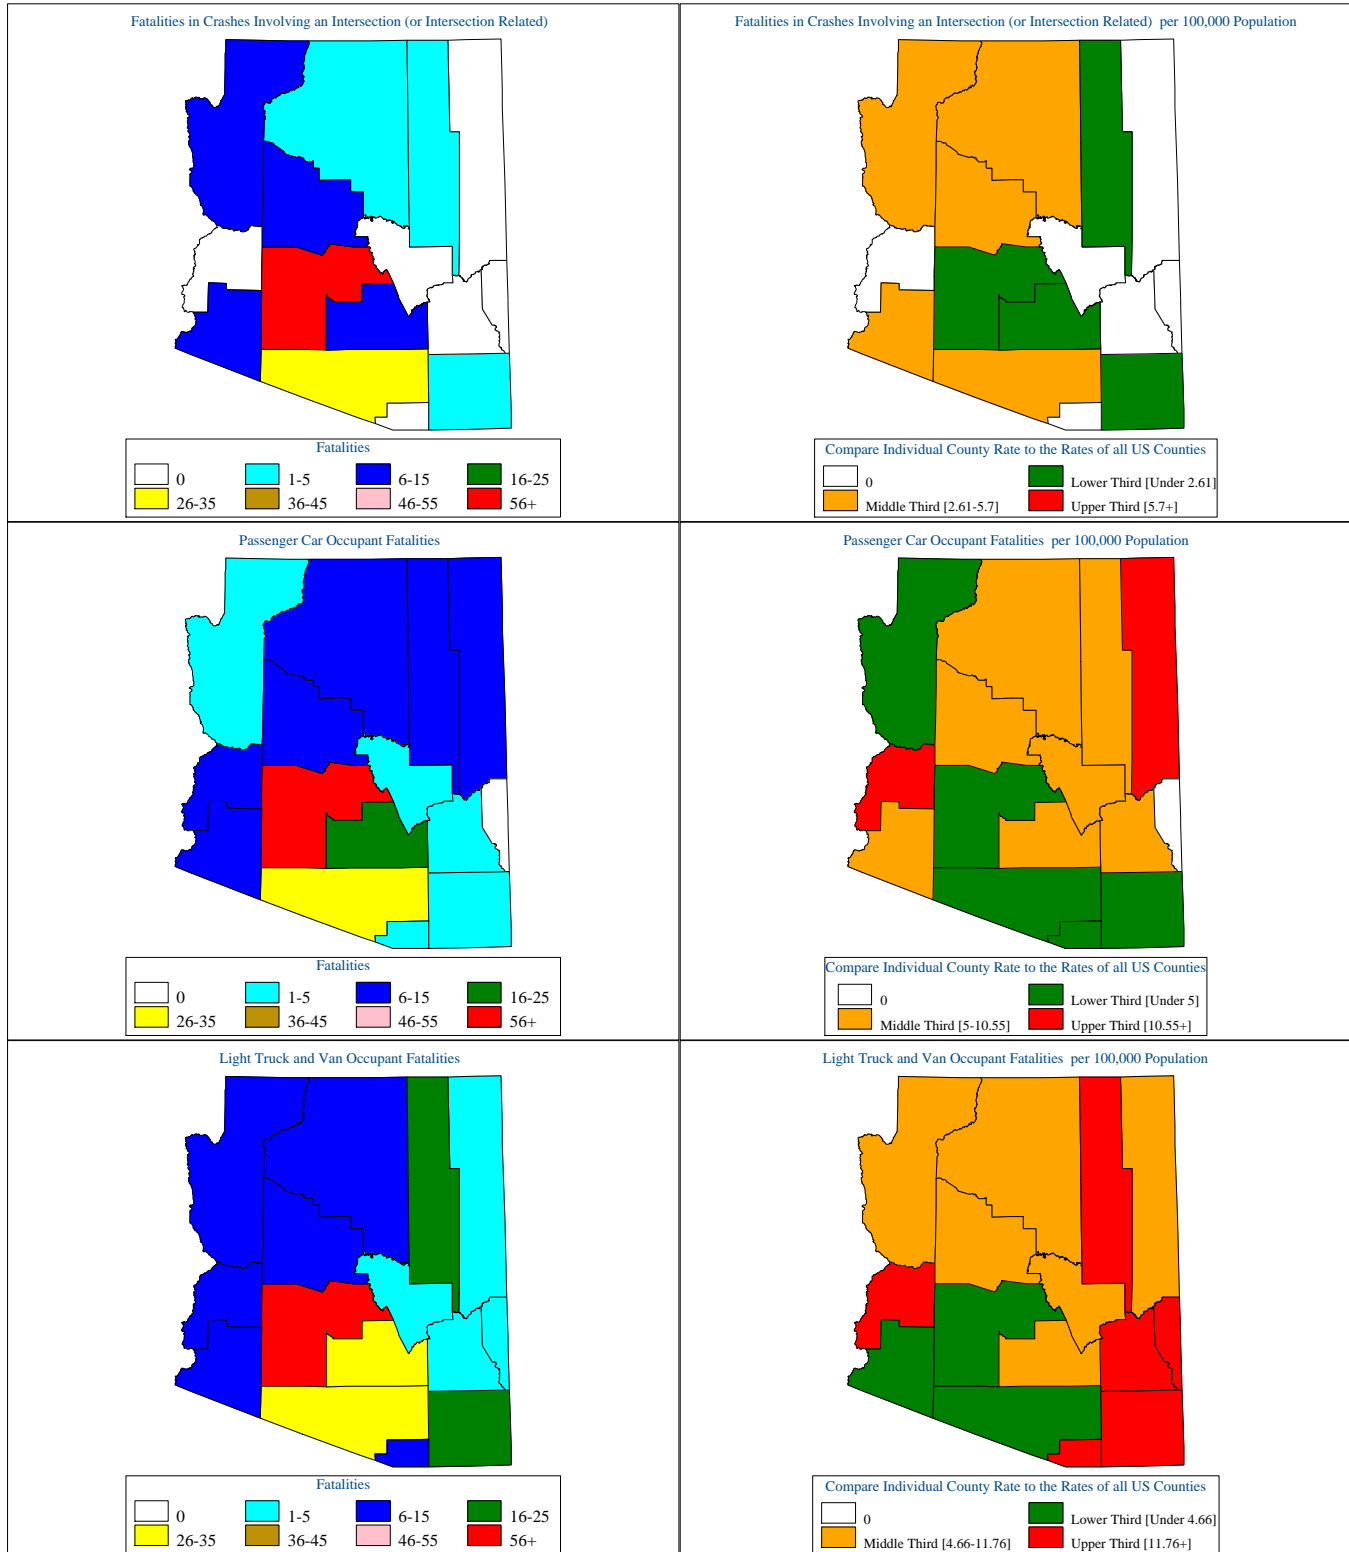 Fatalities in Crashes Involving an Intersection (or Intersection Related)
Fatalities
0
1-5
6-15
16-25
26-35
36-45
46-55
56+
Fatalities in Crashes Involving an Intersection (or Intersection Related) per 100,000 Population
Compare Individual County Rate to the Rates of all US Counties
0
Lower Third [Under 2.61]
Middle Third [2.61-5.7]
Upper Third [5.7+]
Passenger Car Occupant Fatalities
Fatalities
0
1-5
6-15
16-25
26-35
36-45
46-55
56+
Passenger Car Occupant Fatalities per 100,000 Population
Compare Individual County Rate to the Rates of all US Counties
0
Lower Third [Under 5]
Middle Third [5-10.55]
Upper Third [10.55+]
Light Truck and Van Occupant Fatalities
Fatalities
0
1-5
6-15
16-25
26-35
36-45
46-55
56+
Light Truck and Van Occupant Fatalities per 100,000 Population
Compare Individual County Rate to the Rates of all US Counties
0
Lower Third [Under 4.66]
Middle Third [4.66-11.76]
Upper Third [11.76+]